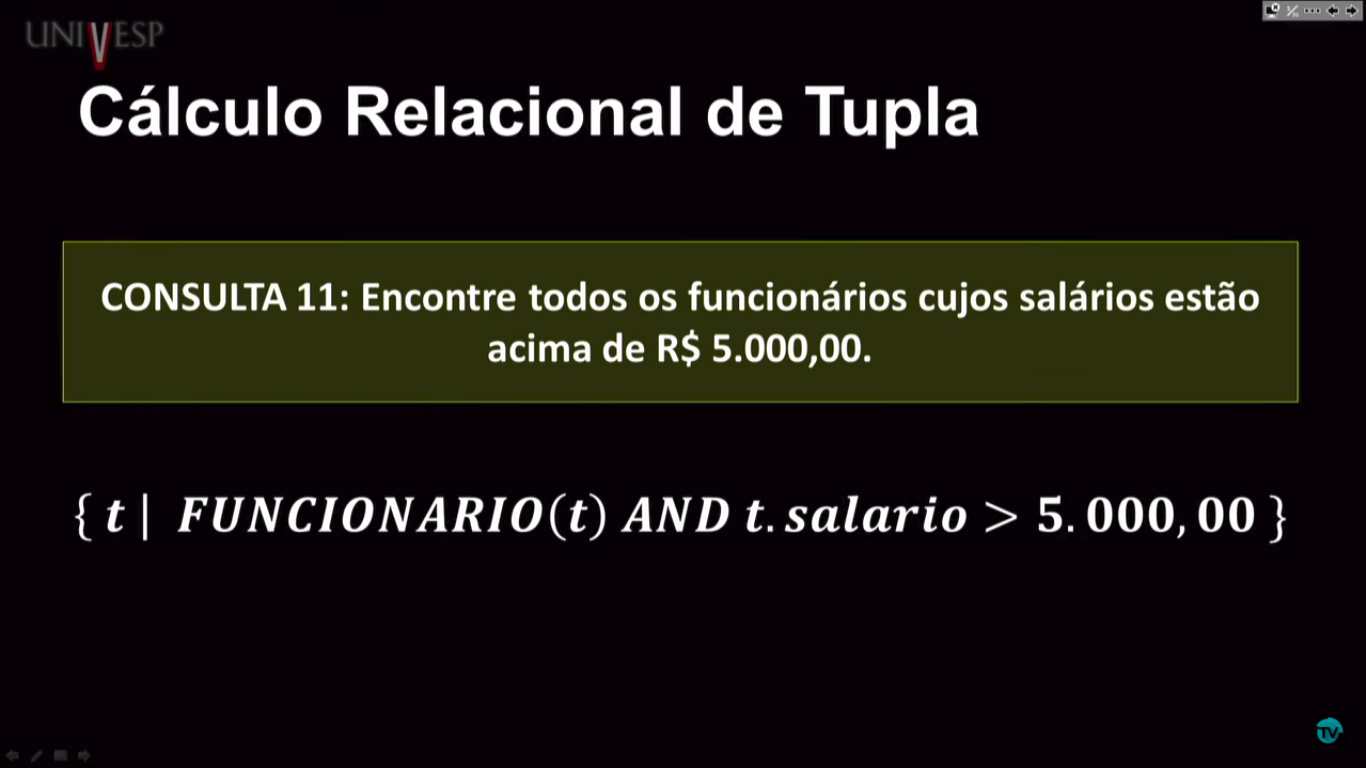 UNIVESP
Cálculo Relacional de Tupla
CONSULTA 11: Encontre todos os funcionários cujos salários estão
acima de R$ 5.000,00.
{ t | FUNCIONARIO(t) AND t.salario > 5.000,00 }
TV